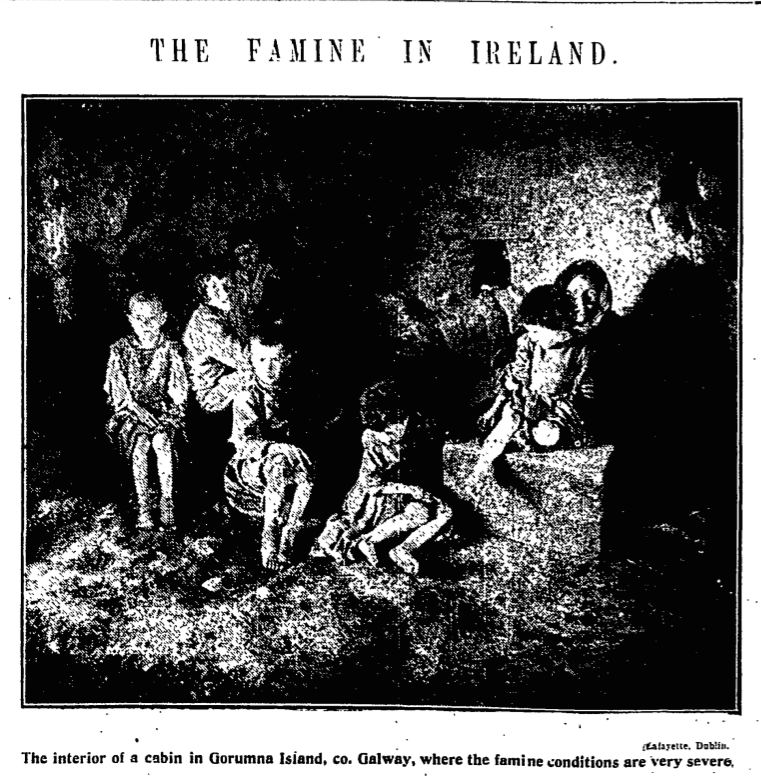 THE FAMINE IN IRELAND.
[Lafayette, Dublin.
The interior of a cabin in Gorumna Island, co. Galway, where the famine conditions are very severe.